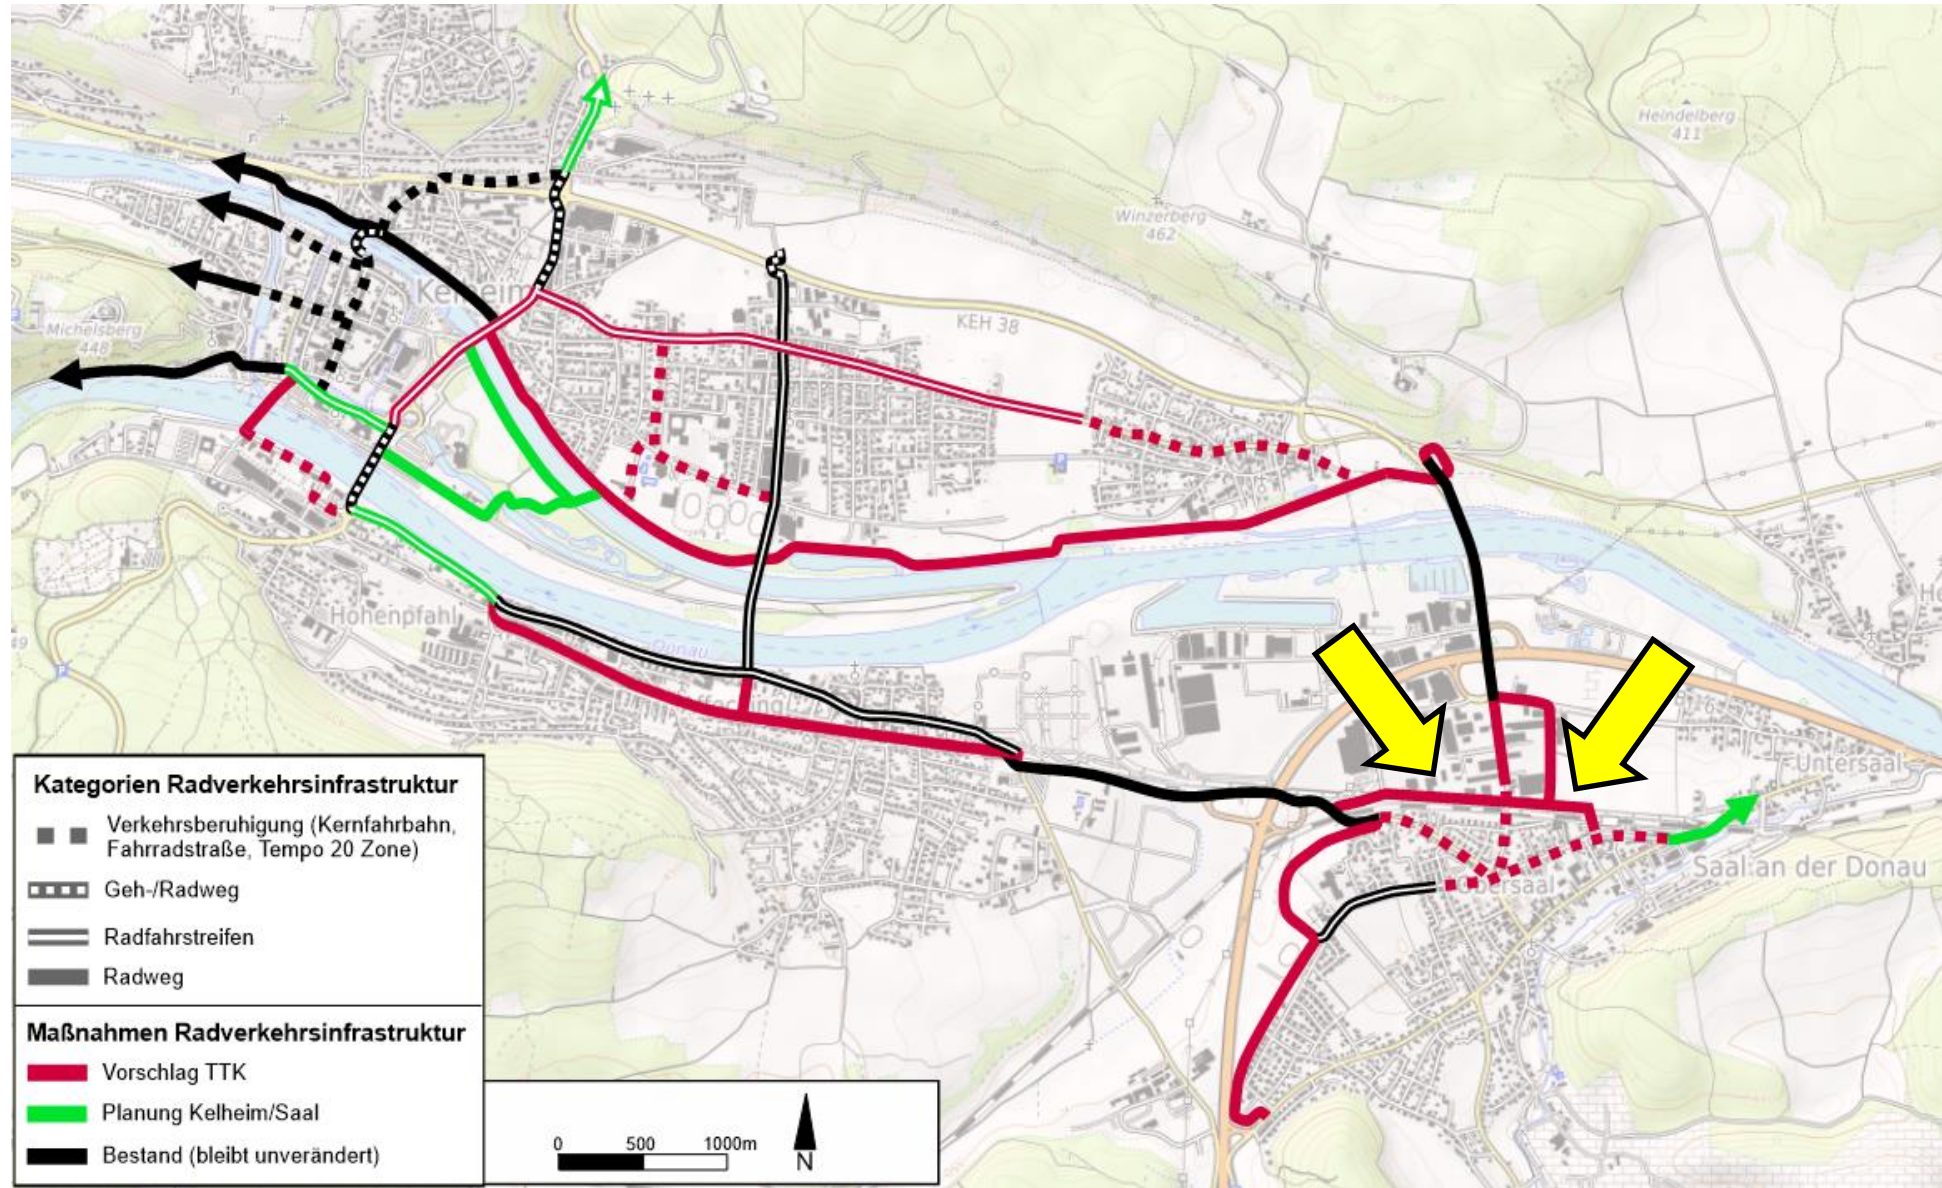 Heindelberg
411
Winzerberg
462
Kelheim
KEH 38
Michelsberg
448
Hohenpfahl
Donau
49
Untersaal
Saal an der Donau
Obersaal
Kategorien Radverkehrsinfrastruktur
Verkehrsberuhigung (Kernfahrbahn,
Fahrradstraße, Tempo 20 Zone)
Geh-/Radweg
Radfahrstreifen
Radweg
Maßnahmen Radverkehrsinfrastruktur
Vorschlag TTK
Planung Kelheim/Saal
Bestand (bleibt unverändert)
0 500 1000m
N